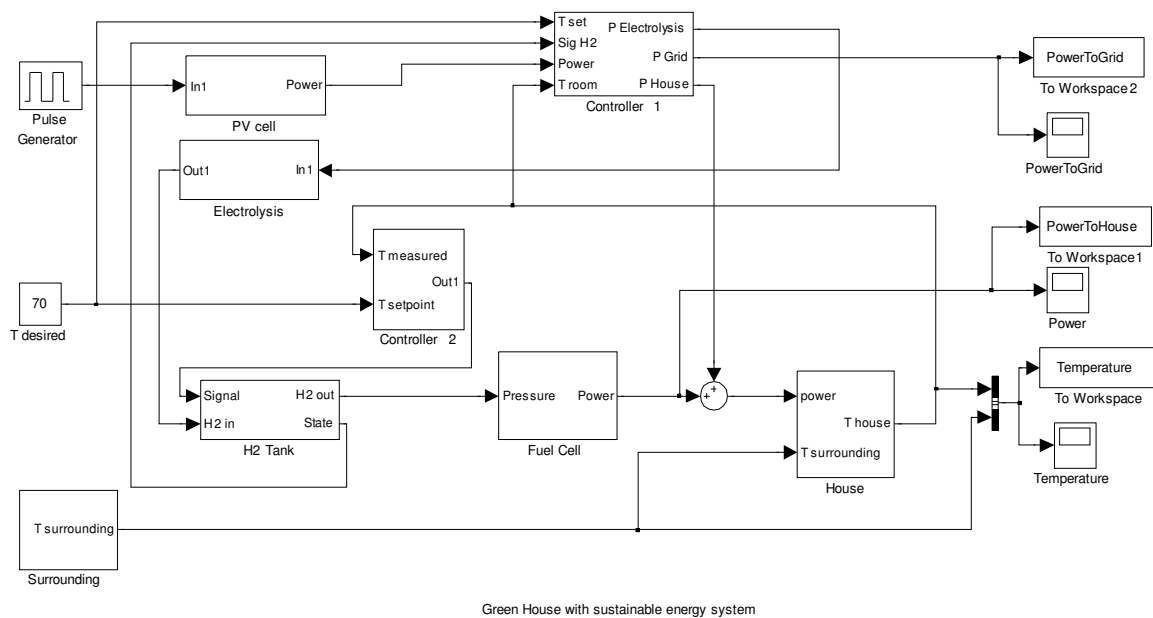 T set
Sig H2
Power
T room
P Electrolysis
P Grid
P House
Controller 1
PowerToGrid
To Workspace2
PowerToGrid
Pulse
Generator
In1
Power
PV cell
Out1
In1
Electrolysis
T measured
T setpoint
Out1
Controller 2
PowerToHouse
To Workspace1
Power
70
T desired
Signal
H2 in
H2 out
State
H2 Tank
Pressure
Power
Fuel Cell
+
+
power
T surrounding
T house
House
Temperature
To Workspace
Temperature
T surrounding
Surrounding
Green House with sustainable energy system